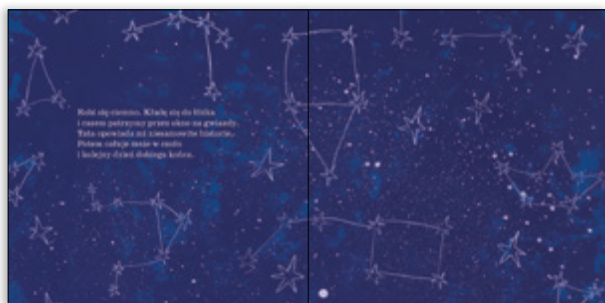 Robi się ciemno. Kładę się do łóżka
i razem patrzymy przez okno na gwiazdy.
Tata opowiada mi niesamowite historie.
Potem całuje mnie w czoło
i kolejny dzień dobiega końca.